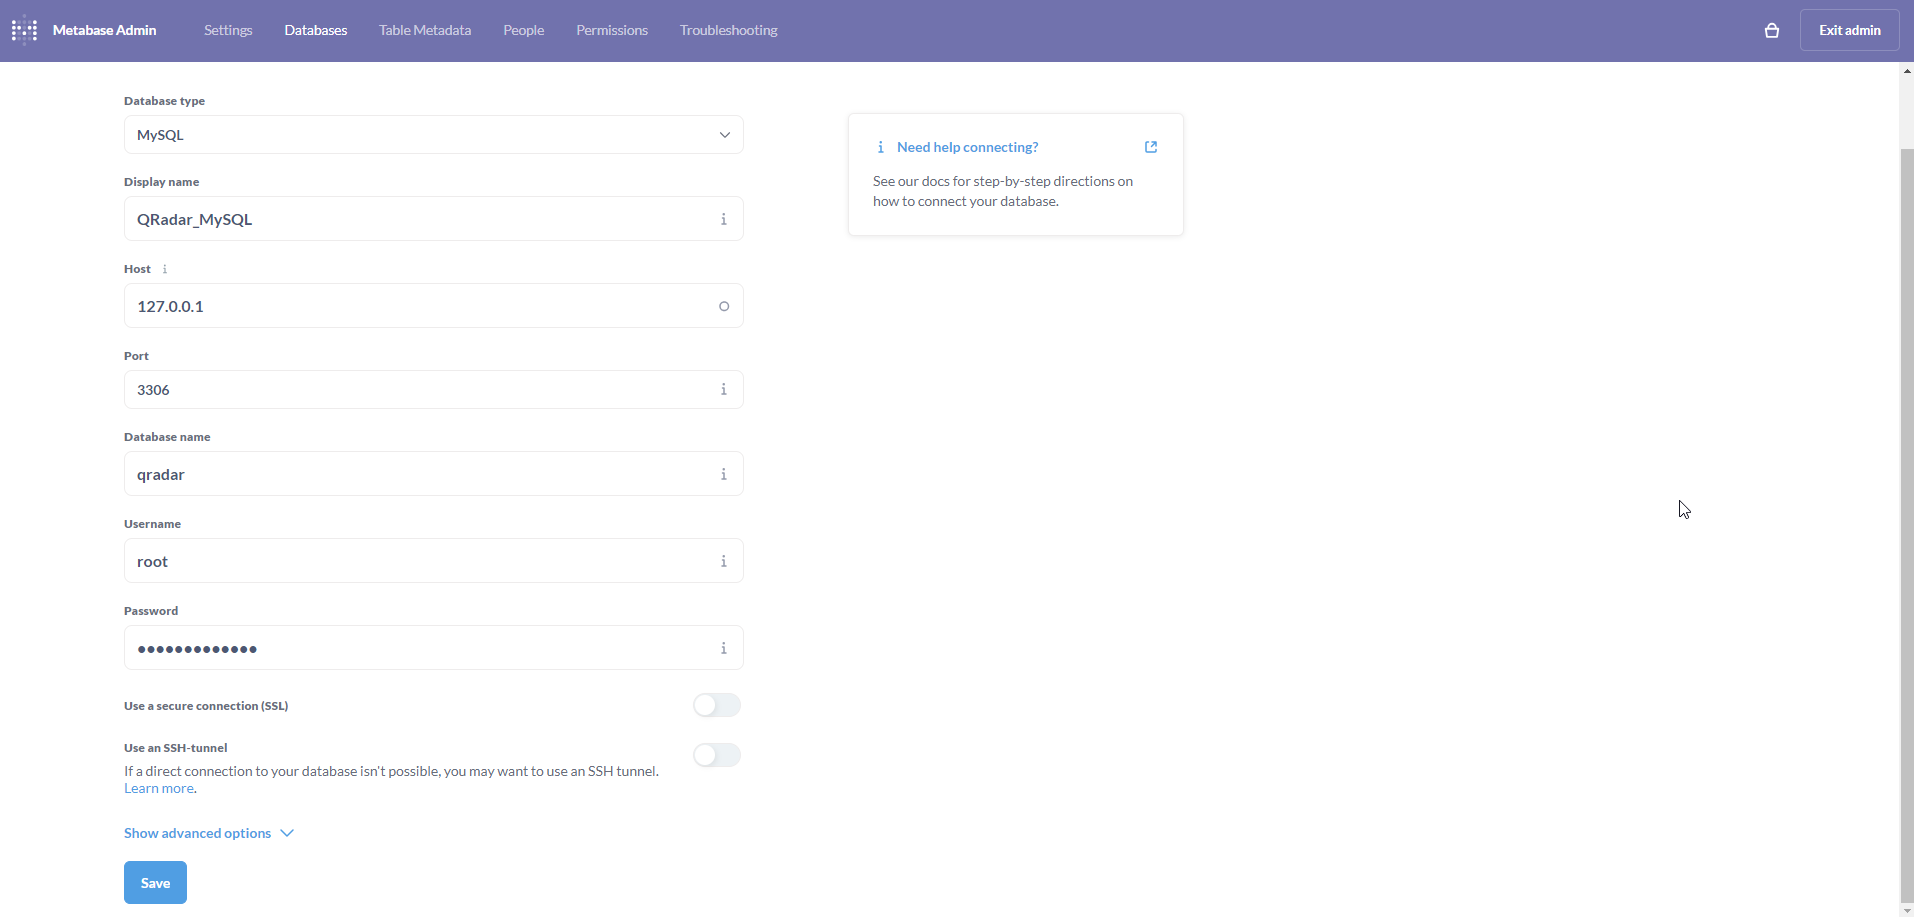 Metabase Admin Settings Databases Table Metadata People Permissions Troubleshooting Exit admin
Database type
MySQL
Need help connecting?
See our docs for step-by-step directions on
how to connect your database.
Display name
QRadar_MySQL
Host
127.0.0.1
Port
3306
Database name
qradar
Username
root
Password
•••••••••••••
Use a secure connection (SSL)
Use an SSH-tunnel
If a direct connection to your database isn't possible, you may want to use an SSH tunnel.
Learn more.
Show advanced options
Save